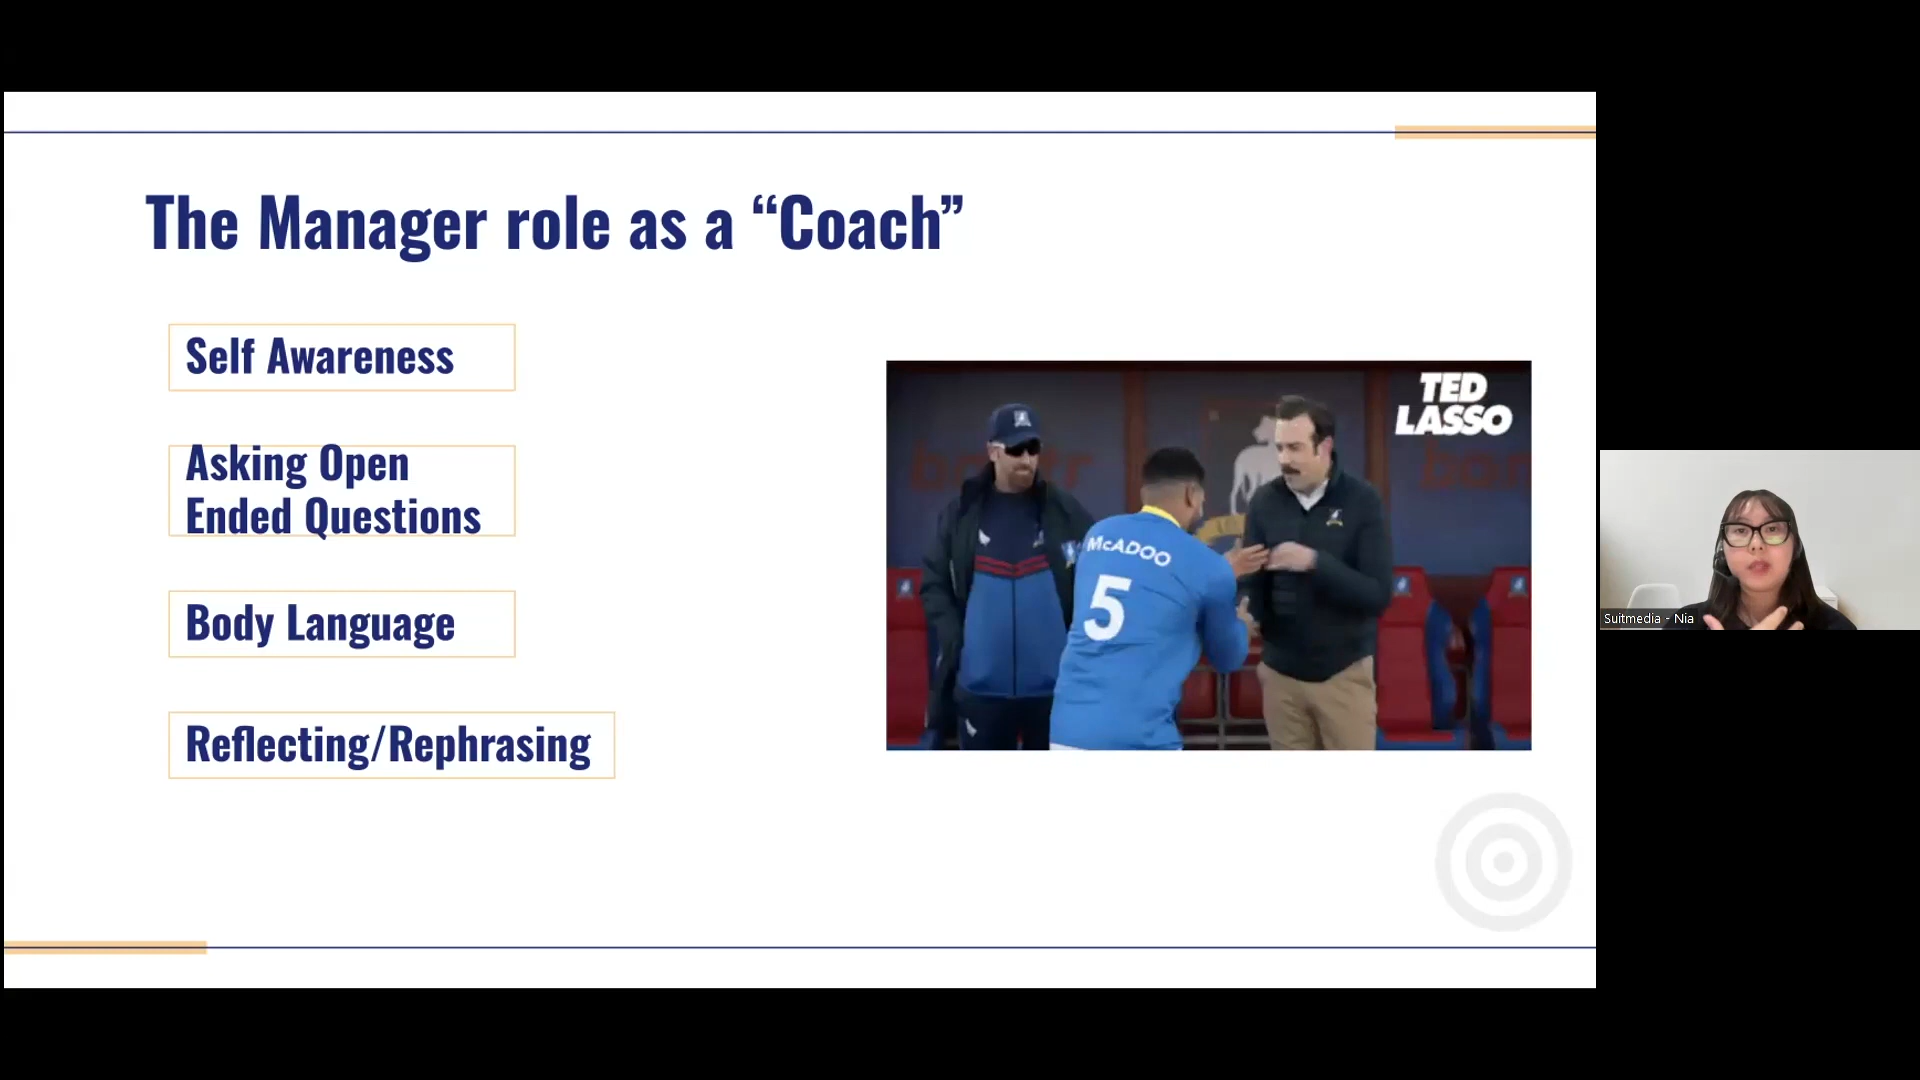 The Manager role as a “Coach”
Self Awareness
Asking Open
Ended Questions
Body Language
Reflecting/Rephrasing
TED
LASSO
McADOO
5
Suitmedia - Nia